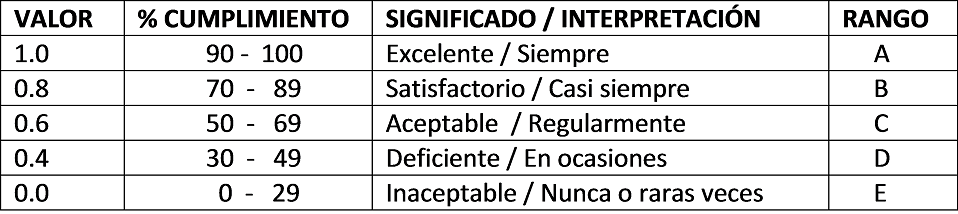 VALOR % CUMPLIMIENTO SIGNIFICADO / INTERPRETACIÓN RANGO
1.0 90 - 100 Excelente / Siempre A
0.8 70 - 89 Satisfactorio / Casi siempre B
0.6 50 - 69 Aceptable / Regularmente C
0.4 30 - 49 Deficiente / En ocasiones D
0.0 0 - 29 Inaceptable / Nunca o raras veces E